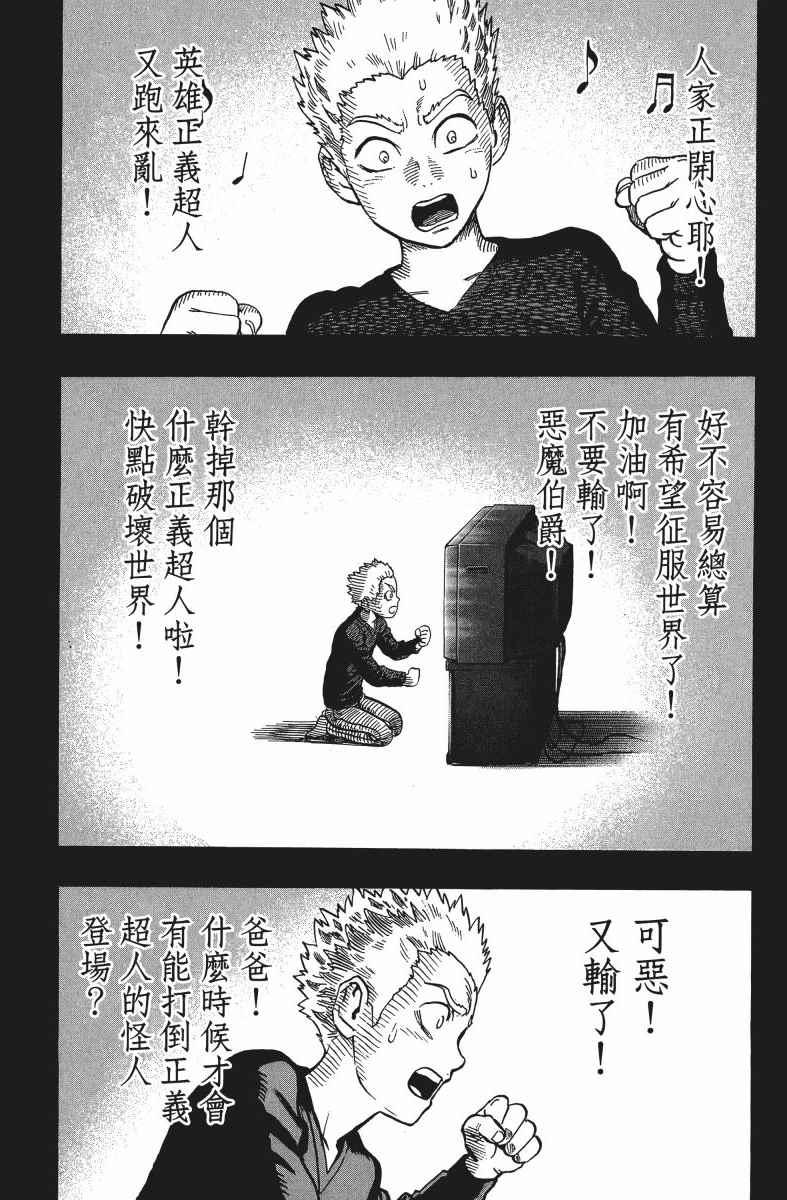 人家正開心耶！
英雄正義超人
又跑來亂！
好不容易總算
有希望征服世界了！
加油啊！
不要輸了！
惡魔伯爵！
幹掉那個
什麼正義超人啦！
快點破壞世界！
可惡！
又輸了！
爸爸！
什麼時候才會
有能打倒正義
超人的怪人
登場？